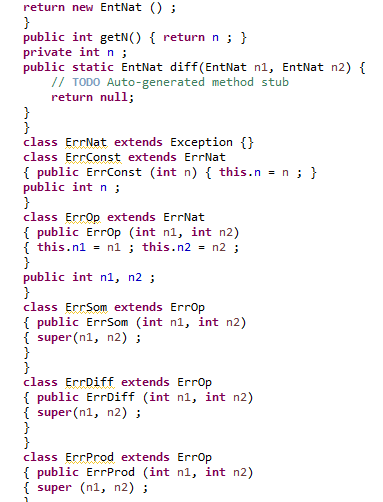 return new EntNat () ;
}
public int getN() { return n ; }
private int n ;
public static EntNat diff(EntNat n1, EntNat n2) {
// TODO Auto-generated method stub
return null;
}
}
class ErrNat extends Exception {}
class ErrConst extends ErrNat
{ public ErrConst (int n) { this.n = n ; }
public int n ;
}
class ErrOp extends ErrNat
{ public ErrOp (int n1, int n2)
{ this.n1 = n1 ; this.n2 = n2 ;
}
public int n1, n2 ;
}
class ErrSom extends ErrOp
{ public ErrSom (int n1, int n2)
{ super(n1, n2) ;
}
}
class ErrDiff extends ErrOp
{ public ErrDiff (int n1, int n2)
{ super(n1, n2) ;
}
}
class ErrProd extends ErrOp
{ public ErrProd (int n1, int n2)
{ super (n1, n2) ;
}